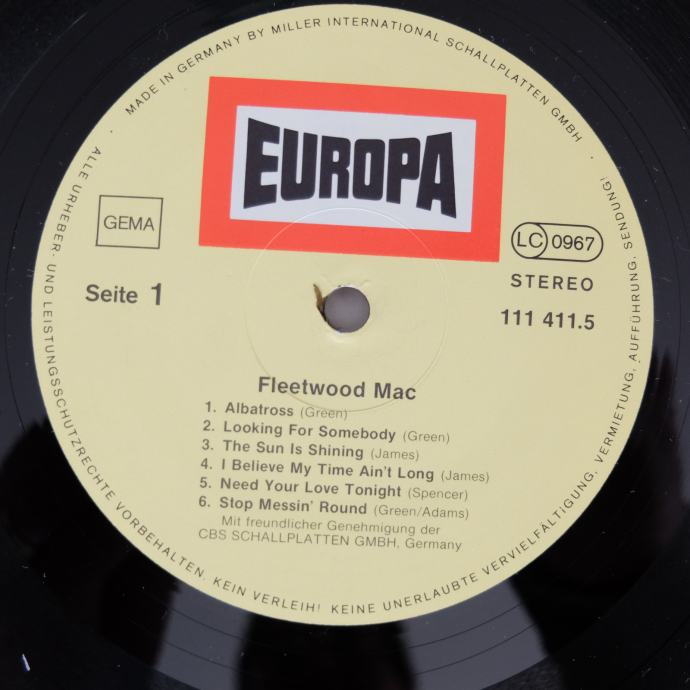 MADE IN GERMANY BY MILLER INTERNATIONAL SCHALLPLATTEN GMBH ·
EUROPA
GEMA
LC 0967
Seite 1
STEREO
111 411.5
Fleetwood Mac
1. Albatross (Green)
2. Looking For Somebody (Green)
3. The Sun Is Shining (James)
4. I Believe My Time Ain't Long (James)
5. Need Your Love Tonight (Spencer)
6. Stop Messin' Round (Green/Adams)
Mit freundlicher Genehmigung der
CBS SCHALLPLATTEN GMBH, Germany
· ALLE URHEBER- UND LEISTUNGSSCHUTZRECHTE VORBEHALTEN. KEIN VERLEIH! KEINE UNERLAUBTE VERVIELFÄLTIGUNG, VERMIETUNG, AUFFÜHRUNG, SENDUNG!